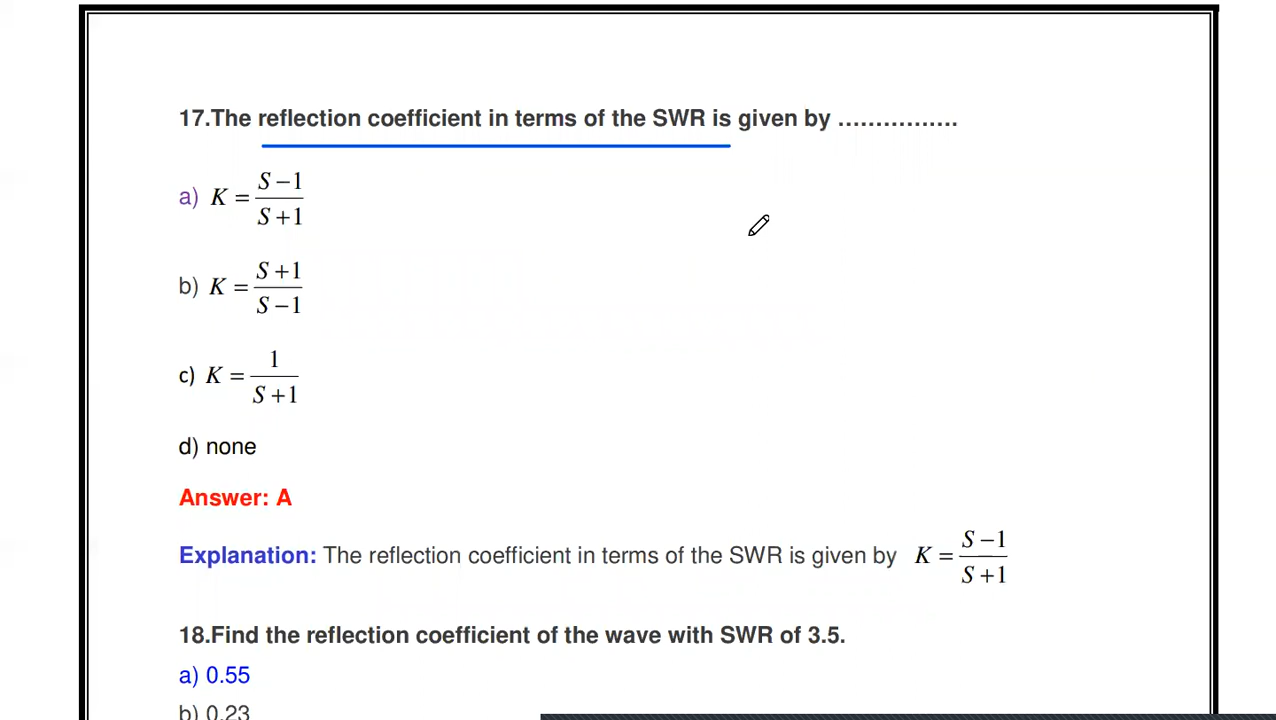 17.The reflection coefficient in terms of the SWR is given by …………….
a) K = (S − 1)/(S + 1)
b) K = (S + 1)/(S − 1)
c) K = 1/(S + 1)
d) none
Answer: A
Explanation: The reflection coefficient in terms of the SWR is given by K = (S − 1)/(S + 1)
18.Find the reflection coefficient of the wave with SWR of 3.5.
a) 0.55
b) 0.23